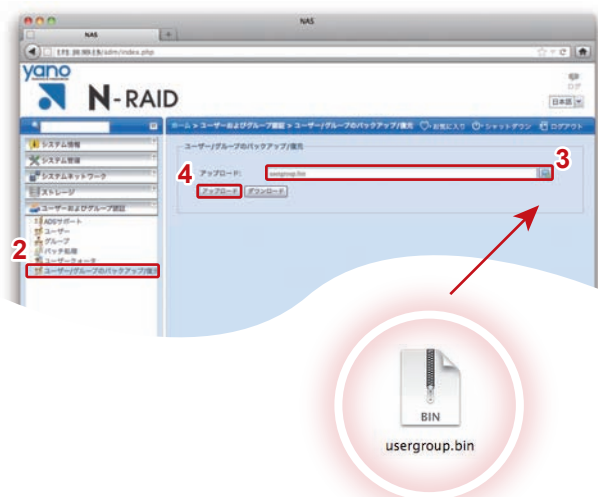 NAS
NAS
yano
N-RAID
ログ
日本語
ホーム > ユーザーおよびグループ認証 > ユーザー/グループのバックアップ/復元 お気に入り シャットダウン ログアウト
システム情報
システム管理
システムネットワーク
ストレージ
ユーザーおよびグループ認証
ADSサポート
ユーザー
グループ
バッチ処理
ユーザークォータ
2 ユーザー/グループのバックアップ/復元
ユーザー/グループのバックアップ/復元
アップロード: usergroup.bin 3
4 アップロード ダウンロード
BIN
usergroup.bin